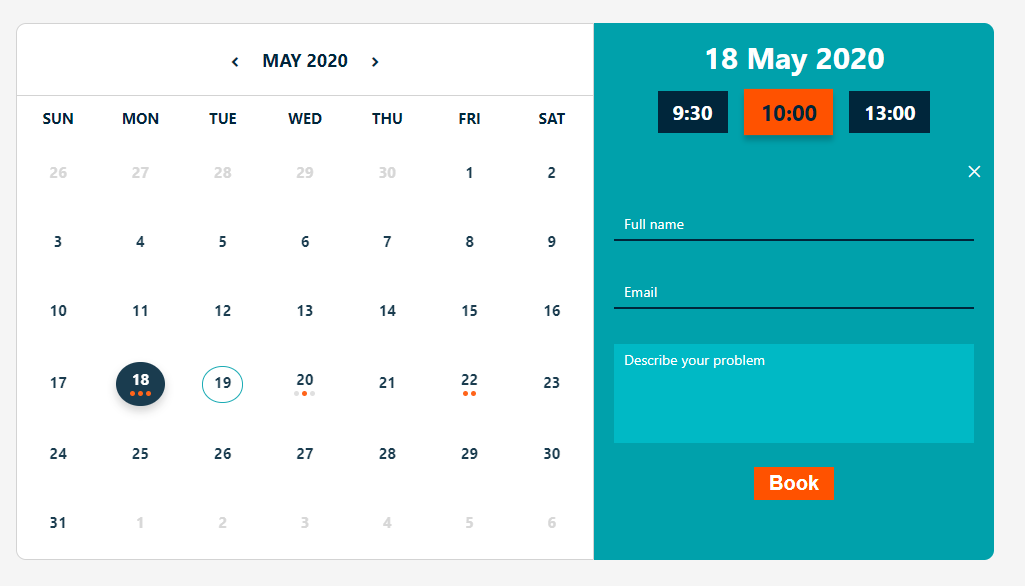 MAY 2020
SUN MON TUE WED THU FRI SAT
26 27 28 29 30 1 2
3 4 5 6 7 8 9
10 11 12 13 14 15 16
17 18 19 20 21 22 23
24 25 26 27 28 29 30
31 1 2 3 4 5 6
18 May 2020
9:30 10:00 13:00
Full name
Email
Describe your problem
Book